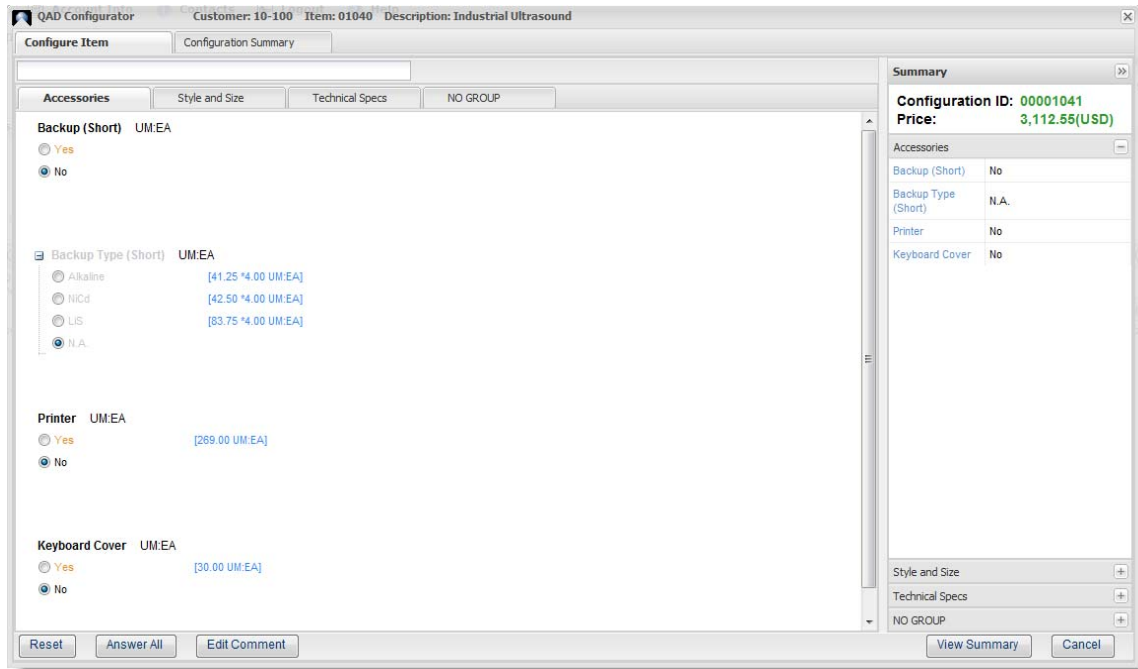 QAD Configurator Customer: 10-100 Item: 01040 Description: Industrial Ultrasound
Configure Item Configuration Summary
Accessories Style and Size Technical Specs NO GROUP
Backup (Short) UM:EA
Yes
No
Backup Type (Short) UM:EA
Alkaline [41.25 *4.00 UM:EA]
NiCd [42.50 *4.00 UM:EA]
LiS [83.75 *4.00 UM:EA]
N.A.
Printer UM:EA
Yes [269.00 UM:EA]
No
Keyboard Cover UM:EA
Yes [30.00 UM:EA]
No
Reset Answer All Edit Comment
Summary
Configuration ID: 00001041
Price: 3,112.55(USD)
Accessories
Backup (Short) No
Backup Type
(Short) N.A.
Printer No
Keyboard Cover No
Style and Size
Technical Specs
NO GROUP
View Summary Cancel